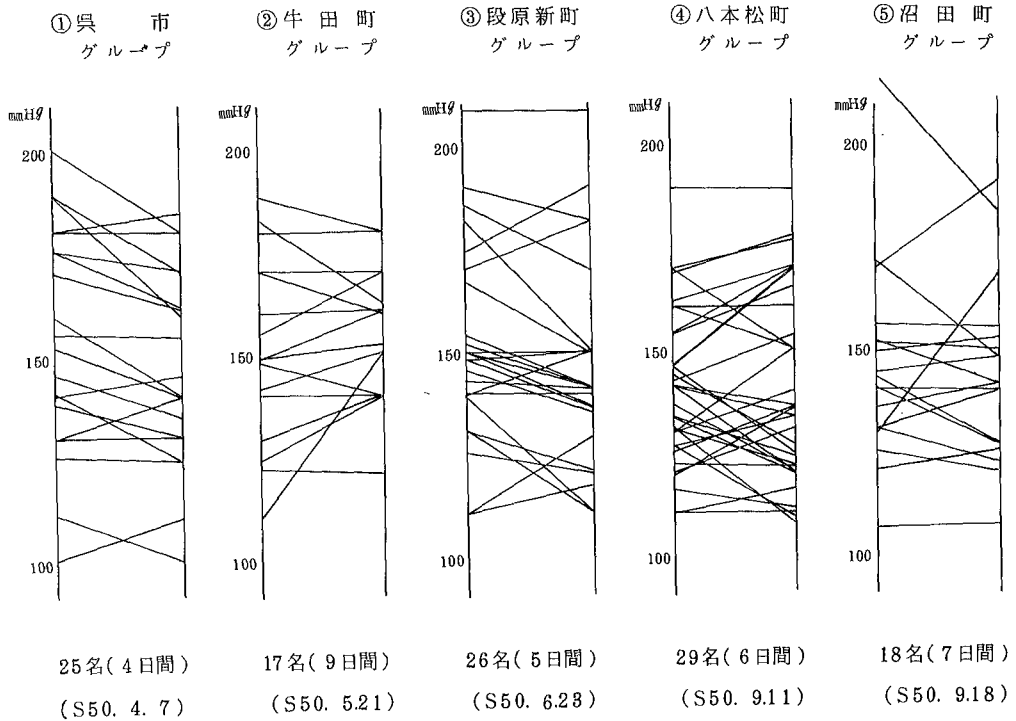 ①呉市
グループ
②牛田町
グループ
③段原新町
グループ
④八本松町
グループ
⑤沼田町
グループ
mmHg
200
150
100
mmHg
200
150
100
mmHg
200
150
100
mmHg
200
150
100
mmHg
200
150
100
25名(4日間)
(S50. 4. 7)
17名(9日間)
(S50. 5.21)
26名(5日間)
(S50. 6.23)
29名(6日間)
(S50. 9.11)
18名(7日間)
(S50. 9.18)